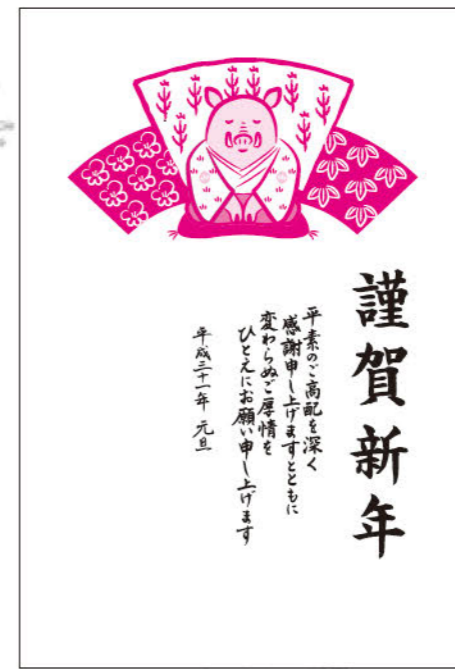 謹賀新年
平素のご高配を深く
感謝申し上げますとともに
変わらぬご厚情を
ひとえにお願い申し上げます
平成三十一年 元旦